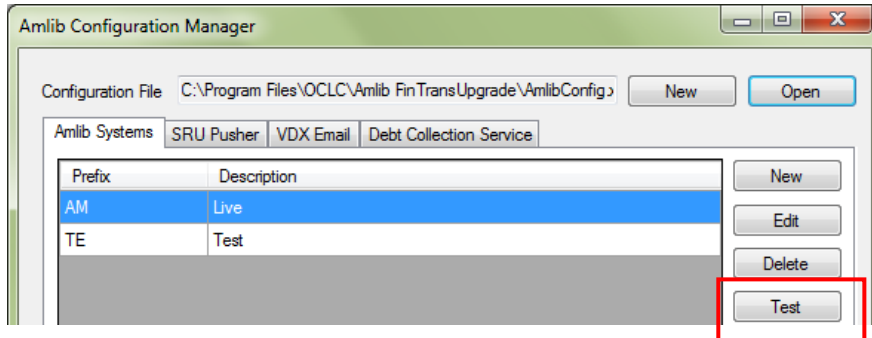 Amlib Configuration Manager
Configuration File C:\Program Files\OCLC\Amlib FinTransUpgrade\AmlibConfig.x New Open
Amlib Systems SRU Pusher VDX Email Debt Collection Service
Prefix Description New
AM Live
Edit
TE Test
Delete
Test